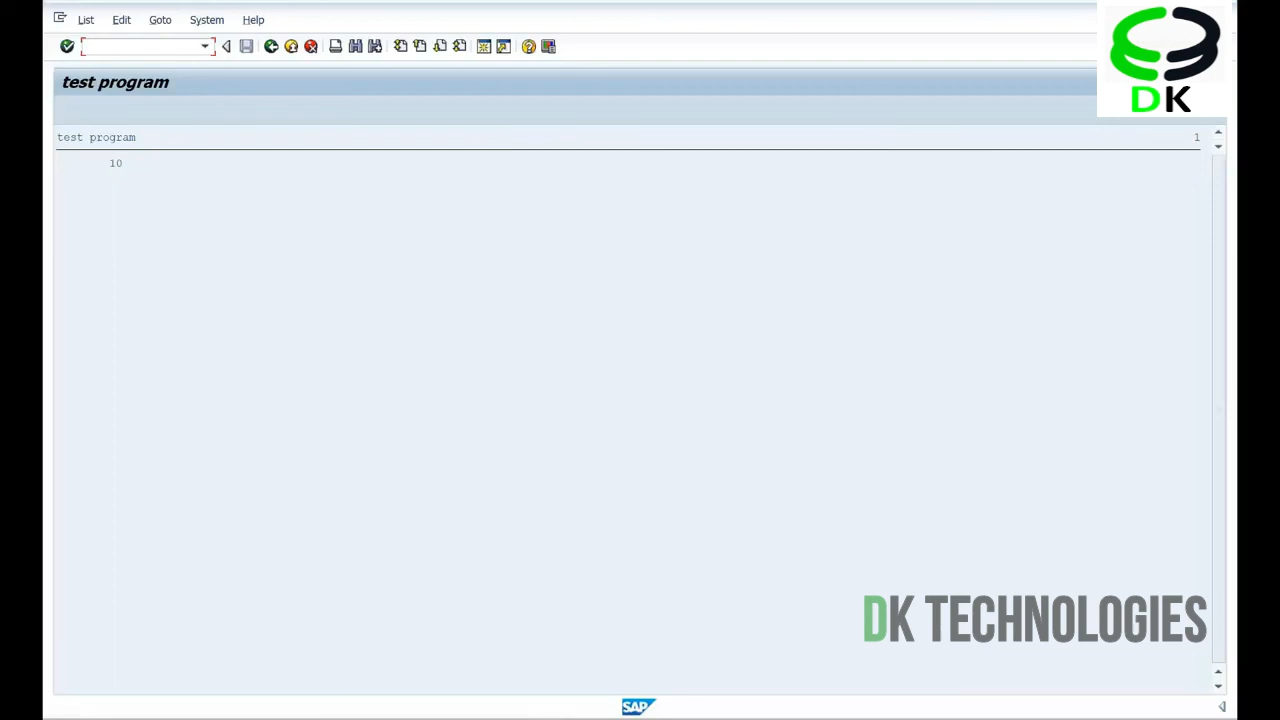 List Edit Goto System Help
DK
test program
test program 1
10
DK TECHNOLOGIES
SAP